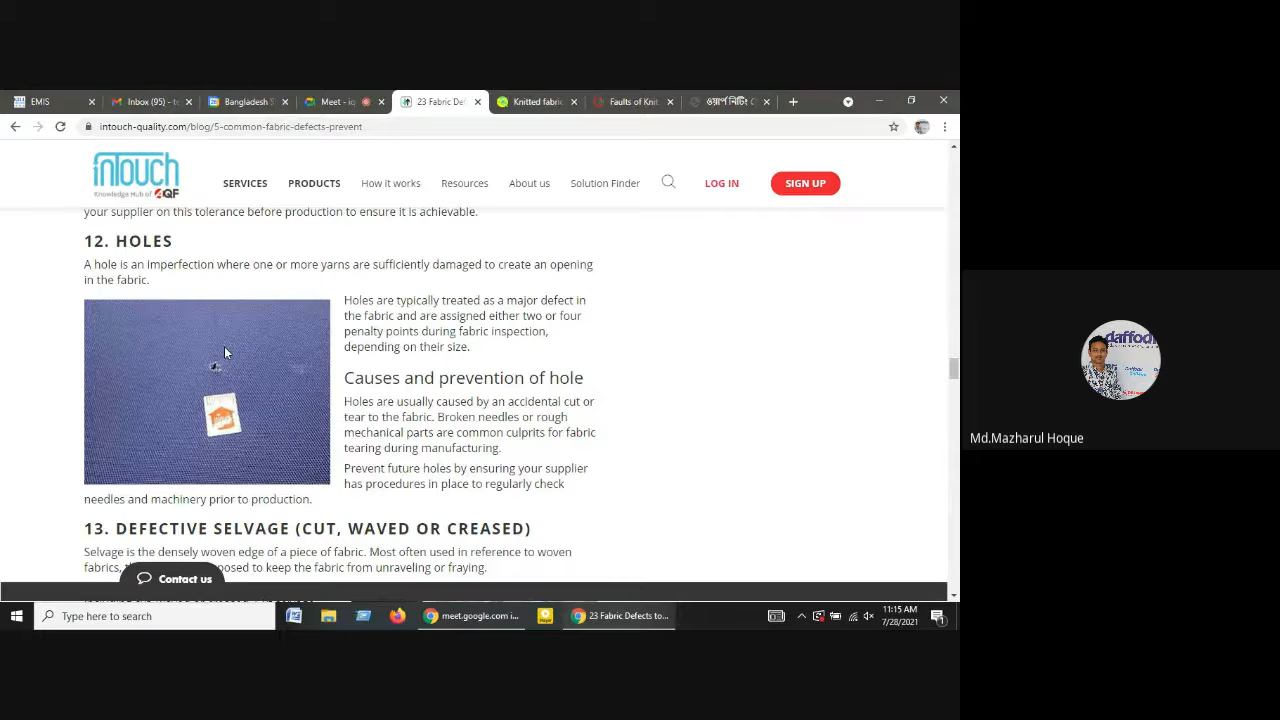 EMIS
Inbox (95) - te
Bangladesh S
Meet - iq
23 Fabric Def
Knitted fabric
Faults of Knit
intouch-quality.com/blog/5-common-fabric-defects-prevent
inTouch
Knowledge Hub of AQF
SERVICES
PRODUCTS
How it works
Resources
About us
Solution Finder
LOG IN
SIGN UP
your supplier on this tolerance before production to ensure it is achievable.
12. HOLES
A hole is an imperfection where one or more yarns are sufficiently damaged to create an opening
in the fabric.
Holes are typically treated as a major defect in
the fabric and are assigned either two or four
penalty points during fabric inspection,
depending on their size.
Causes and prevention of hole
Holes are usually caused by an accidental cut or
tear to the fabric. Broken needles or rough
mechanical parts are common culprits for fabric
tearing during manufacturing.
Prevent future holes by ensuring your supplier
has procedures in place to regularly check
needles and machinery prior to production.
13. DEFECTIVE SELVAGE (CUT, WAVED OR CREASED)
Selvage is the densely woven edge of a piece of fabric. Most often used in reference to woven
fabrics, posed to keep the fabric from unraveling or fraying.
Contact us
Type here to search
meet.google.com i...
23 Fabric Defects to...
11:15 AM
7/28/2021
daffodil
Md.Mazharul Hoque